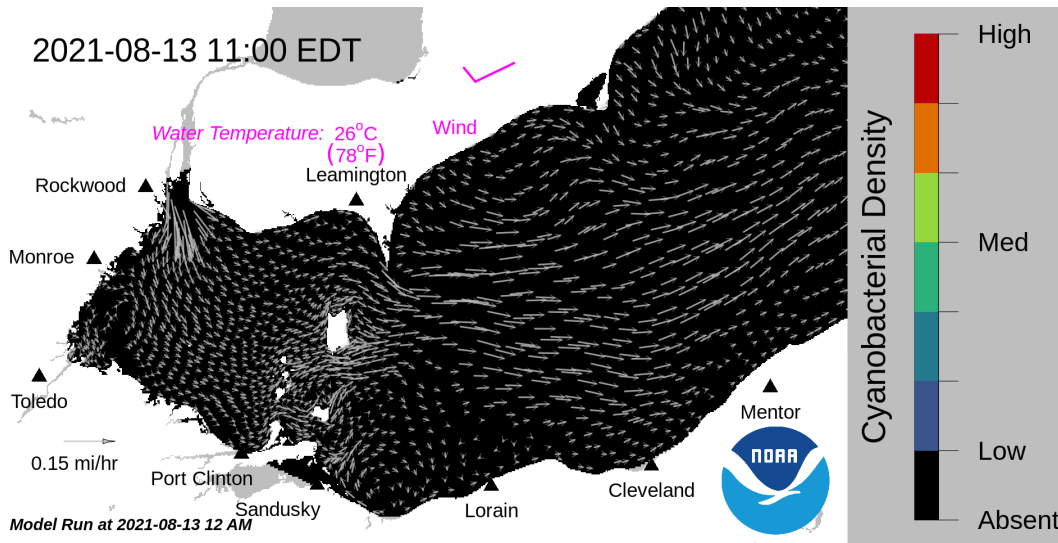 2021-08-13 11:00 EDT
Water Temperature: 26°C
(78°F)
Wind
Leamington
Rockwood
Monroe
Toledo
0.15 mi/hr
Port Clinton
Sandusky
Lorain
Cleveland
Mentor
NOAA
Model Run at 2021-08-13 12 AM
Cyanobacterial Density
High
Med
Low
Absent